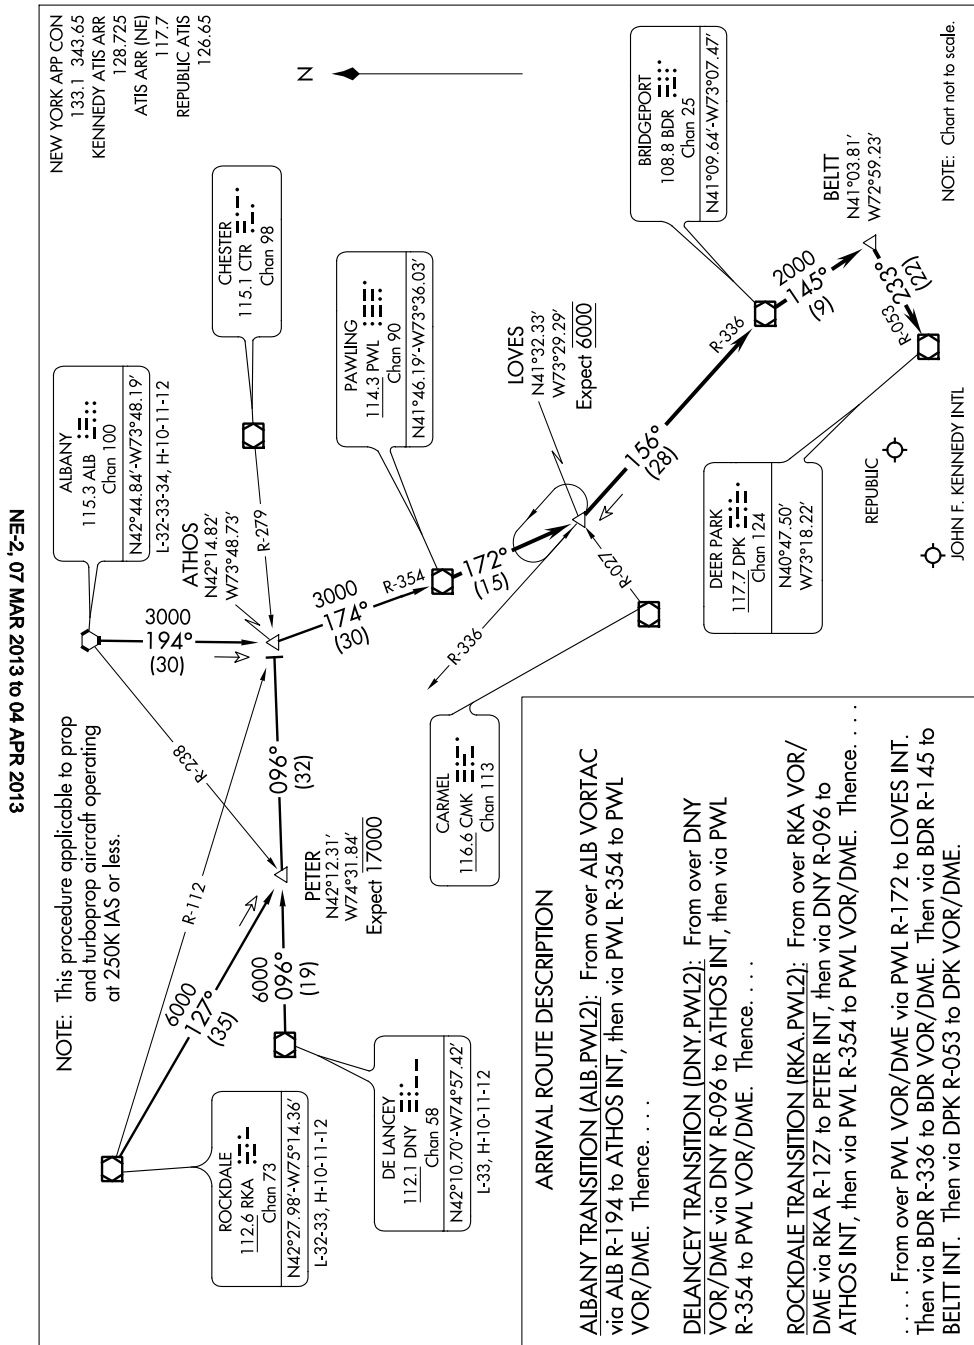 NE-2, 07 MAR 2013 to 04 APR 2013
NEW YORK APP CON
133.1 343.65
KENNEDY ATIS ARR
128.725
ATIS ARR (NE)
117.7
REPUBLIC ATIS
126.65
N
NOTE: This procedure applicable to prop
and turboprop aircraft operating
at 250K IAS or less.
ALBANY
115.3 ALB
Chan 100
N42°44.84'-W73°48.19'
L-32-33-34, H-10-11-12
CHESTER
115.1 CTR
Chan 98
R-279
ATHOS
N42°14.82'
W73°48.73'
3000
194°
(30)
R-238
R-112
ROCKDALE
112.6 RKA
Chan 73
N42°27.98'-W75°14.36'
L-32-33, H-10-11-12
6000
127°
(35)
PETER
N42°12.31'
W74°31.84'
Expect 17000
096°
(32)
6000
096°
(19)
DE LANCEY
112.1 DNY
Chan 58
N42°10.70'-W74°57.42'
L-33, H-10-11-12
PAWLING
114.3 PWL
Chan 90
N41°46.19'-W73°36.03'
3000
174°
(30)
R-354
172°
(15)
LOVES
N41°32.33'
W73°29.29'
Expect 6000
R-336
R-027
CARMEL
116.6 CMK
Chan 113
156°
(28)
R-336
BRIDGEPORT
108.8 BDR
Chan 25
N41°09.64'-W73°07.47'
2000
145°
(9)
BELTT
N41°03.81'
W72°59.23'
R-053
233°
(22)
DEER PARK
117.7 DPK
Chan 124
N40°47.50'
W73°18.22'
REPUBLIC
JOHN F. KENNEDY INTL
NOTE: Chart not to scale.
ARRIVAL ROUTE DESCRIPTION
ALBANY TRANSITION (ALB.PWL2): From over ALB VORTAC
via ALB R-194 to ATHOS INT, then via PWL R-354 to PWL
VOR/DME. Thence. . . .
DELANCEY TRANSITION (DNY.PWL2): From over DNY
VOR/DME via DNY R-096 to ATHOS INT, then via PWL
R-354 to PWL VOR/DME. Thence. . . .
ROCKDALE TRANSITION (RKA.PWL2): From over RKA VOR/
DME via RKA R-127 to PETER INT, then via DNY R-096 to
ATHOS INT, then via PWL R-354 to PWL VOR/DME. Thence. . . .
. . . . From over PWL VOR/DME via PWL R-172 to LOVES INT.
Then via BDR R-336 to BDR VOR/DME. Then via BDR R-145 to
BELTT INT. Then via DPK R-053 to DPK VOR/DME.